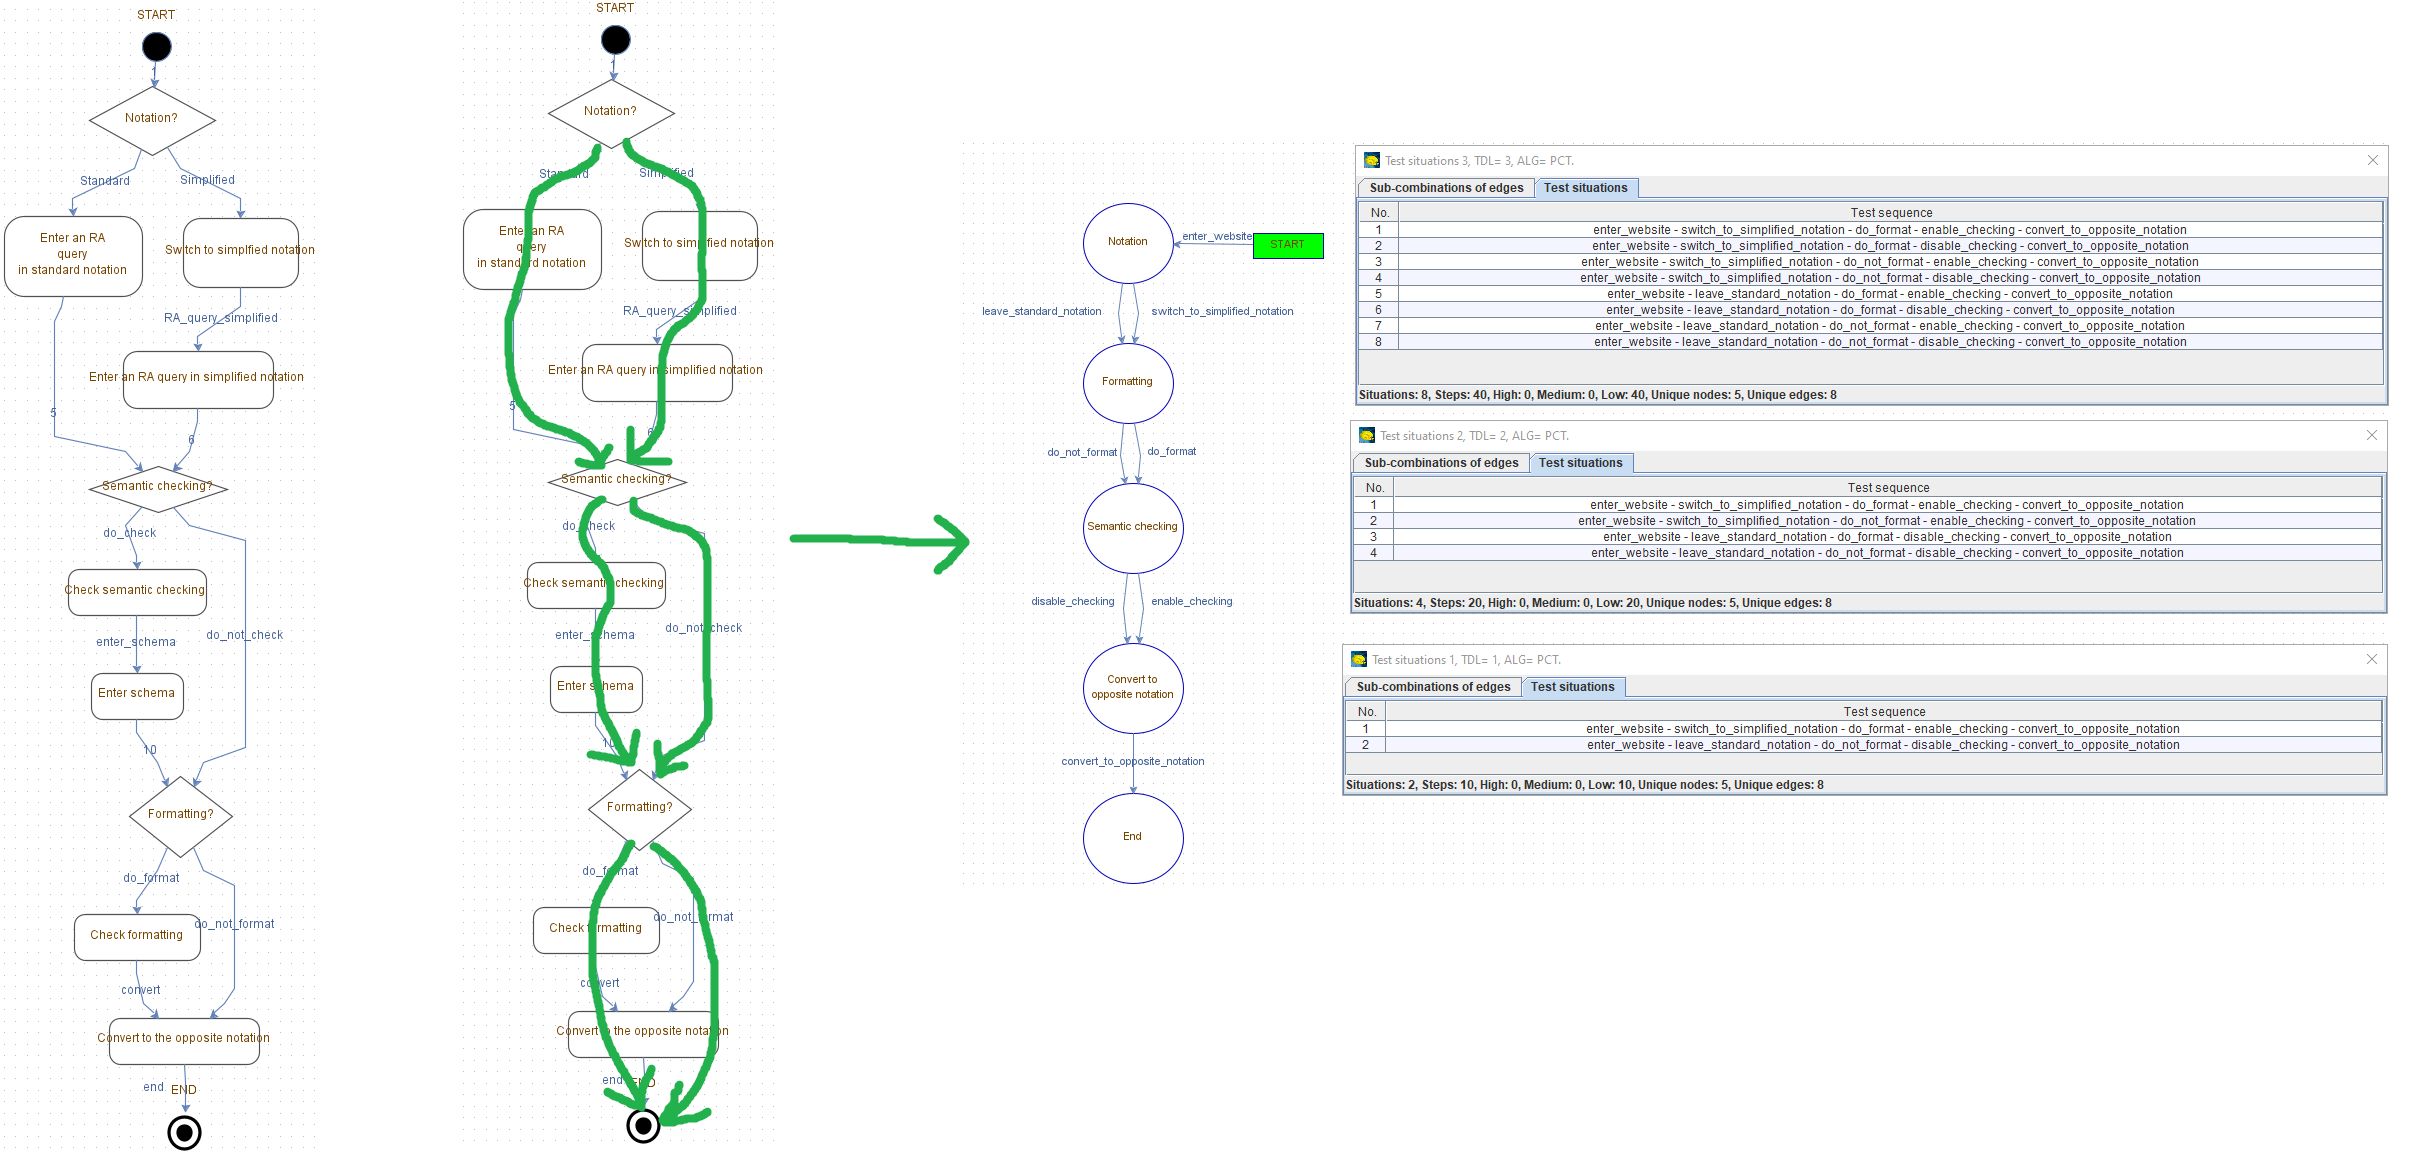 START
1
Notation?
Standard
Simplified
Enter an RA
query
in standard notation
Switch to simplfied notation
RA_query_simplified
Enter an RA query in simplified notation
5
6
Semantic checking?
do_check
Check semantic checking
enter_schema
do_not_check
Enter schema
10
Formatting?
do_format
do_not_format
Check formatting
convert
Convert to the opposite notation
end
END
START
1
Notation?
Standard
Simplified
Enter an RA
query
in standard notation
Switch to simplfied notation
RA_query_simplified
Enter an RA query in simplified notation
5
6
Semantic checking?
do_check
Check semantic checking
enter_schema
do_not_check
Enter schema
10
Formatting?
do_format
do_not_format
Check formatting
convert
Convert to the opposite notation
end
END
Notation
enter_website
START
leave_standard_notation
switch_to_simplified_notation
Formatting
do_not_format
do_format
Semantic checking
disable_checking
enable_checking
Convert to
opposite notation
convert_to_opposite_notation
End
Test situations 3, TDL= 3, ALG= PCT.
Sub-combinations of edges Test situations
No. Test sequence
1 enter_website - switch_to_simplified_notation - do_format - enable_checking - convert_to_opposite_notation
2 enter_website - switch_to_simplified_notation - do_format - disable_checking - convert_to_opposite_notation
3 enter_website - switch_to_simplified_notation - do_not_format - enable_checking - convert_to_opposite_notation
4 enter_website - switch_to_simplified_notation - do_not_format - disable_checking - convert_to_opposite_notation
5 enter_website - leave_standard_notation - do_format - enable_checking - convert_to_opposite_notation
6 enter_website - leave_standard_notation - do_format - disable_checking - convert_to_opposite_notation
7 enter_website - leave_standard_notation - do_not_format - enable_checking - convert_to_opposite_notation
8 enter_website - leave_standard_notation - do_not_format - disable_checking - convert_to_opposite_notation
Situations: 8, Steps: 40, High: 0, Medium: 0, Low: 40, Unique nodes: 5, Unique edges: 8
Test situations 2, TDL= 2, ALG= PCT.
Sub-combinations of edges Test situations
No. Test sequence
1 enter_website - switch_to_simplified_notation - do_format - enable_checking - convert_to_opposite_notation
2 enter_website - switch_to_simplified_notation - do_not_format - enable_checking - convert_to_opposite_notation
3 enter_website - leave_standard_notation - do_format - disable_checking - convert_to_opposite_notation
4 enter_website - leave_standard_notation - do_not_format - disable_checking - convert_to_opposite_notation
Situations: 4, Steps: 20, High: 0, Medium: 0, Low: 20, Unique nodes: 5, Unique edges: 8
Test situations 1, TDL= 1, ALG= PCT.
Sub-combinations of edges Test situations
No. Test sequence
1 enter_website - switch_to_simplified_notation - do_format - enable_checking - convert_to_opposite_notation
2 enter_website - leave_standard_notation - do_not_format - disable_checking - convert_to_opposite_notation
Situations: 2, Steps: 10, High: 0, Medium: 0, Low: 10, Unique nodes: 5, Unique edges: 8